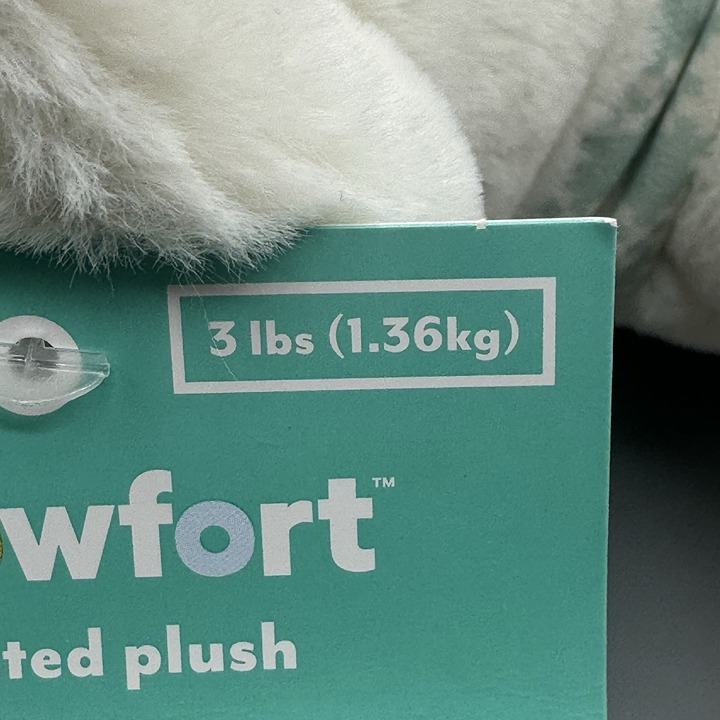 3 lbs (1.36kg)
wfort™
ted plush